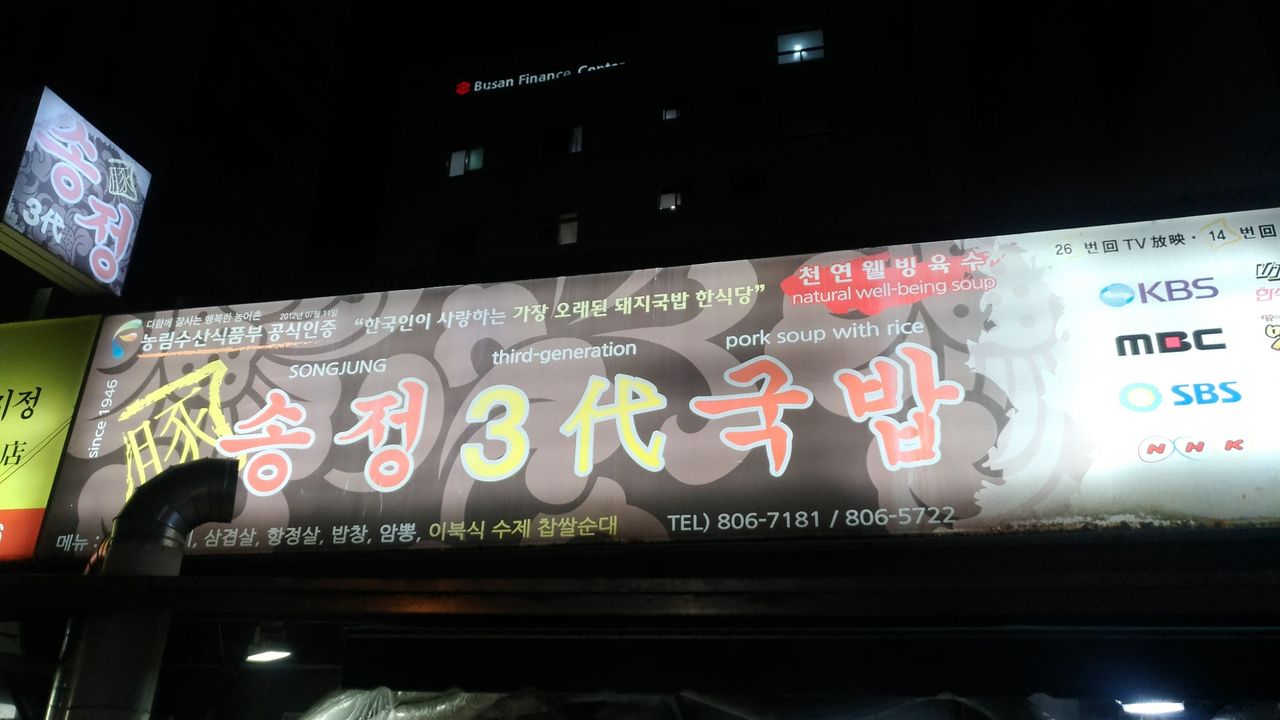 Busan Finance Center
송정
豚
3代
다함께 잘사는 행복한 농어촌 2012년 07월 11일
농림수산식품부 공식인증
"한국인이 사랑하는 가장 오래된 돼지국밥 한식당"
천연웰빙육수
natural well-being soup
SONGJUNG
third-generation
pork soup with rice
since 1946
豚
송정 3代 국밥
메뉴 :
삼겹살, 항정살, 밥창, 암뽕, 이북식 수제 찹쌀순대
TEL) 806-7181 / 806-5722
26 번回 TV 放映 · 14 번回
KBS
MBC
SBS
NHK
店